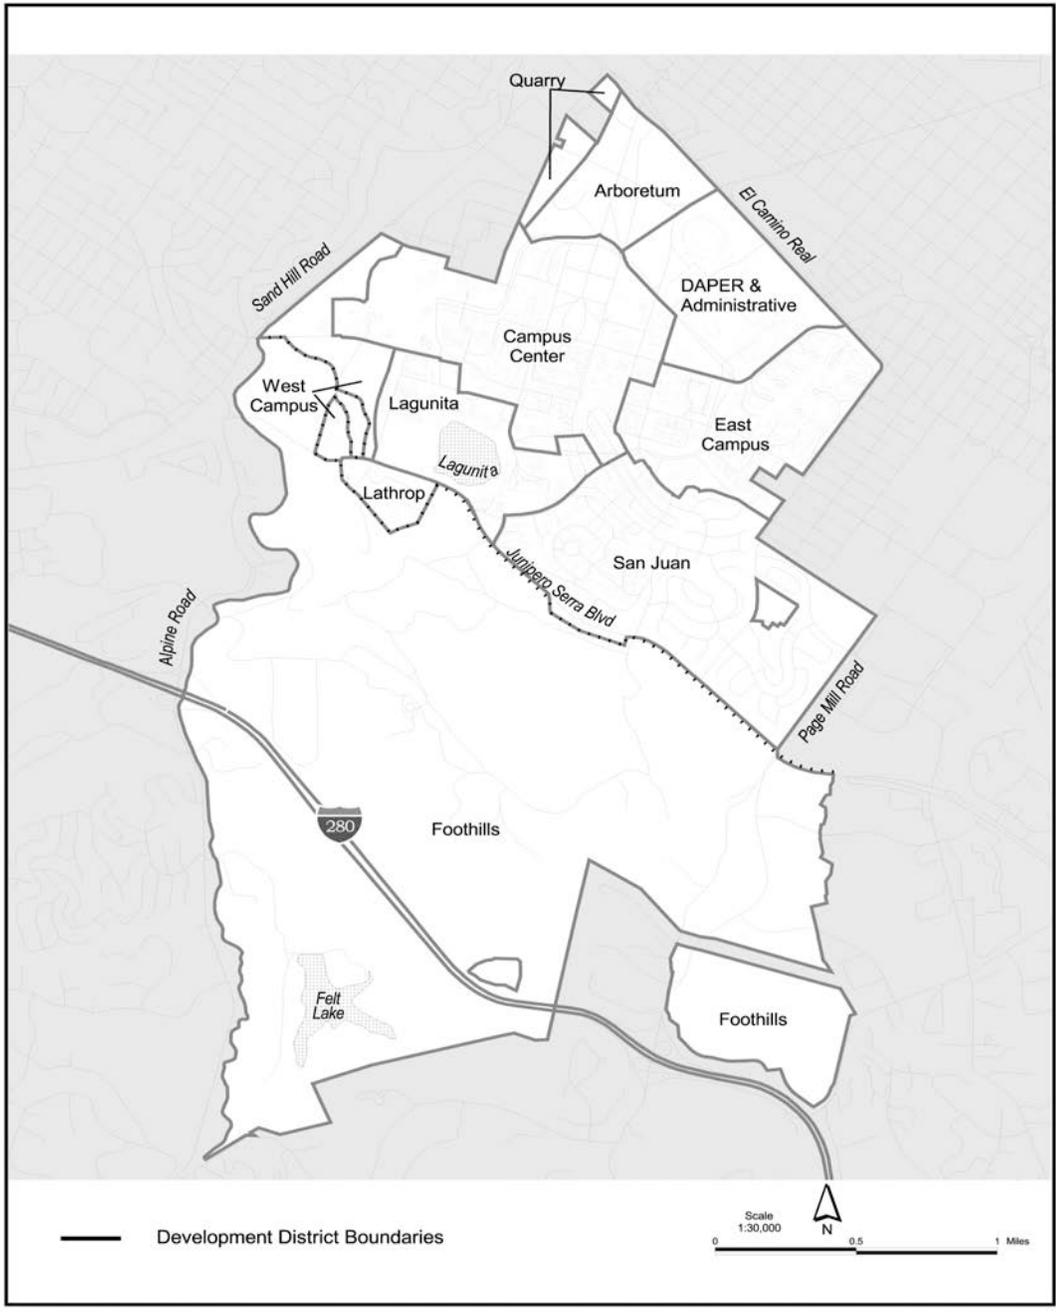 Quarry
Arboretum
El Camino Real
Sand Hill Road
DAPER &
Administrative
Campus
Center
West
Campus
Lagunita
East
Campus
Lagunita
Lathrop
San Juan
Junipero Serra Blvd
Alpine Road
Page Mill Road
280
Foothills
Felt
Lake
Foothills
Development District Boundaries
Scale
1:30,000
N
0 0.5 1 Miles